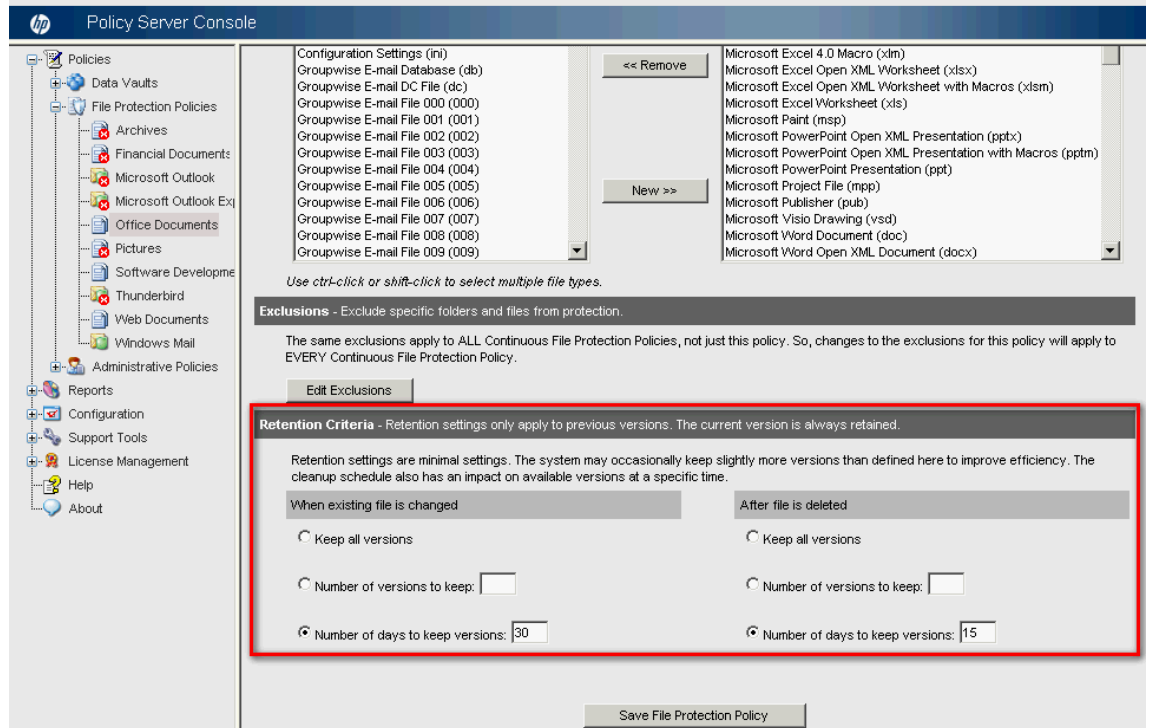 hp Policy Server Console
Policies
Data Vaults
File Protection Policies
Archives
Financial Documents
Microsoft Outlook
Microsoft Outlook Exp
Office Documents
Pictures
Software Developme
Thunderbird
Web Documents
Windows Mail
Administrative Policies
Reports
Configuration
Support Tools
License Management
Help
About
Configuration Settings (ini)
Groupwise E-mail Database (db)
Groupwise E-mail DC File (dc)
Groupwise E-mail File 000 (000)
Groupwise E-mail File 001 (001)
Groupwise E-mail File 002 (002)
Groupwise E-mail File 003 (003)
Groupwise E-mail File 004 (004)
Groupwise E-mail File 005 (005)
Groupwise E-mail File 006 (006)
Groupwise E-mail File 007 (007)
Groupwise E-mail File 008 (008)
Groupwise E-mail File 009 (009)
<< Remove
New >>
Microsoft Excel 4.0 Macro (xlm)
Microsoft Excel Open XML Worksheet (xlsx)
Microsoft Excel Open XML Worksheet with Macros (xlsm)
Microsoft Excel Worksheet (xls)
Microsoft Paint (msp)
Microsoft PowerPoint Open XML Presentation (pptx)
Microsoft PowerPoint Open XML Presentation with Macros (pptm)
Microsoft PowerPoint Presentation (ppt)
Microsoft Project File (mpp)
Microsoft Publisher (pub)
Microsoft Visio Drawing (vsd)
Microsoft Word Document (doc)
Microsoft Word Open XML Document (docx)
Use ctrl-click or shift-click to select multiple file types.
Exclusions - Exclude specific folders and files from protection.
The same exclusions apply to ALL Continuous File Protection Policies, not just this policy. So, changes to the exclusions for this policy will apply to
EVERY Continuous File Protection Policy.
Edit Exclusions
Retention Criteria - Retention settings only apply to previous versions. The current version is always retained.
Retention settings are minimal settings. The system may occasionally keep slightly more versions than defined here to improve efficiency. The
cleanup schedule also has an impact on available versions at a specific time.
When existing file is changed
Keep all versions
Number of versions to keep:
Number of days to keep versions: 30
After file is deleted
Keep all versions
Number of versions to keep:
Number of days to keep versions: 15
Save File Protection Policy